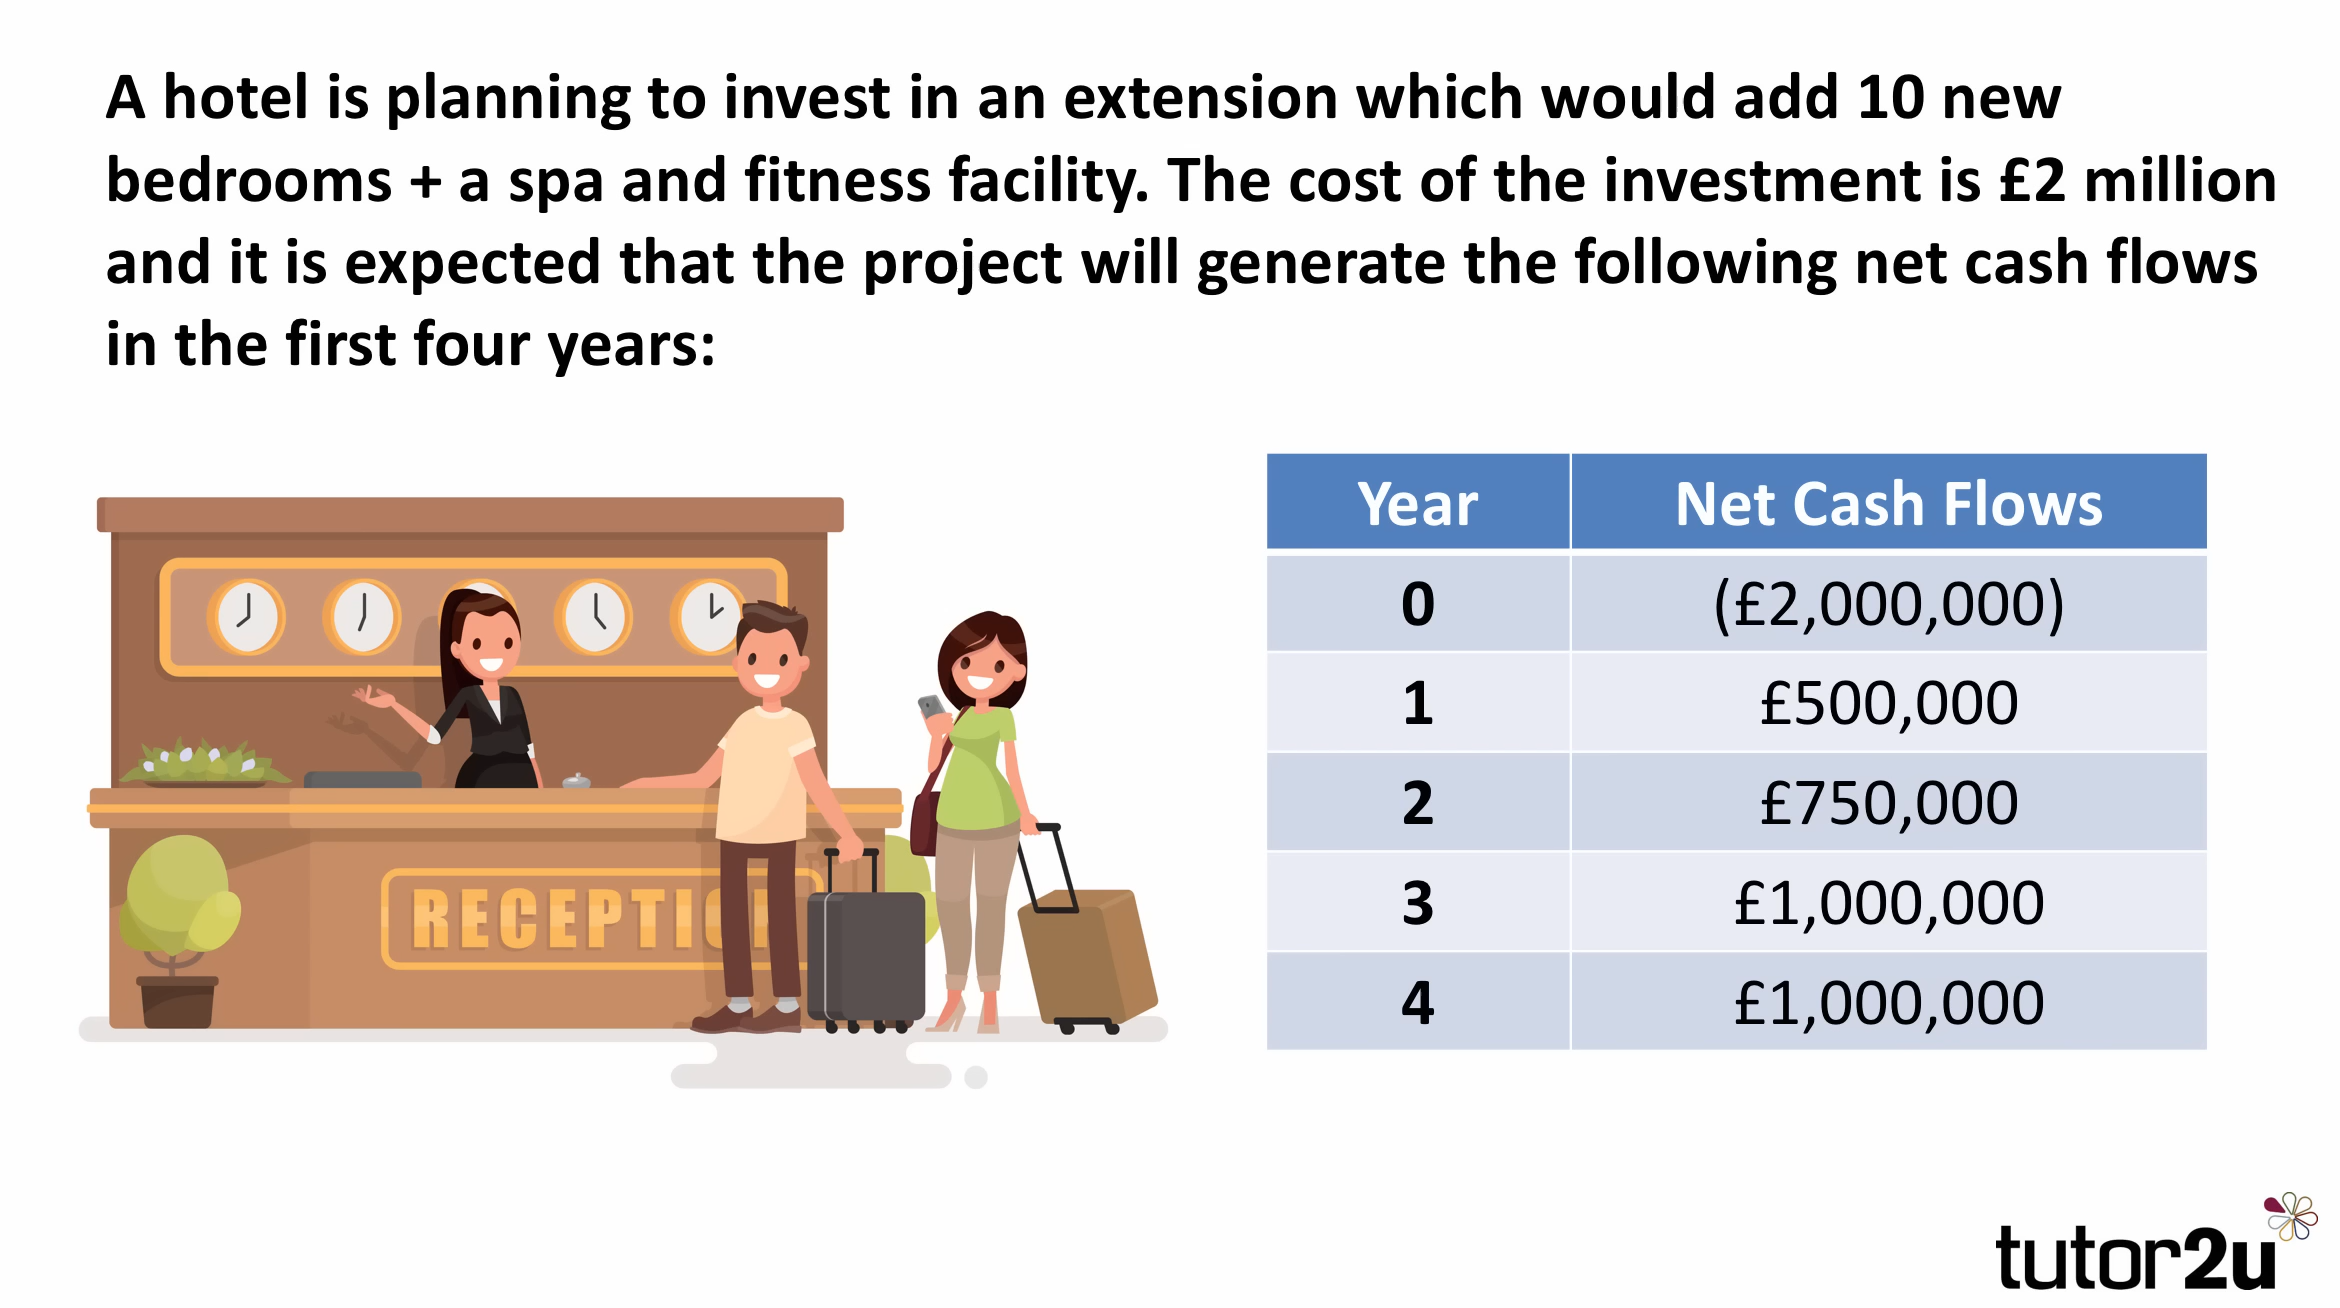 A hotel is planning to invest in an extension which would add 10 new
bedrooms + a spa and fitness facility. The cost of the investment is £2 million
and it is expected that the project will generate the following net cash flows
in the first four years:
Year Net Cash Flows
0 (£2,000,000)
1 £500,000
2 £750,000
3 £1,000,000
4 £1,000,000
RECEPTION
tutor2u